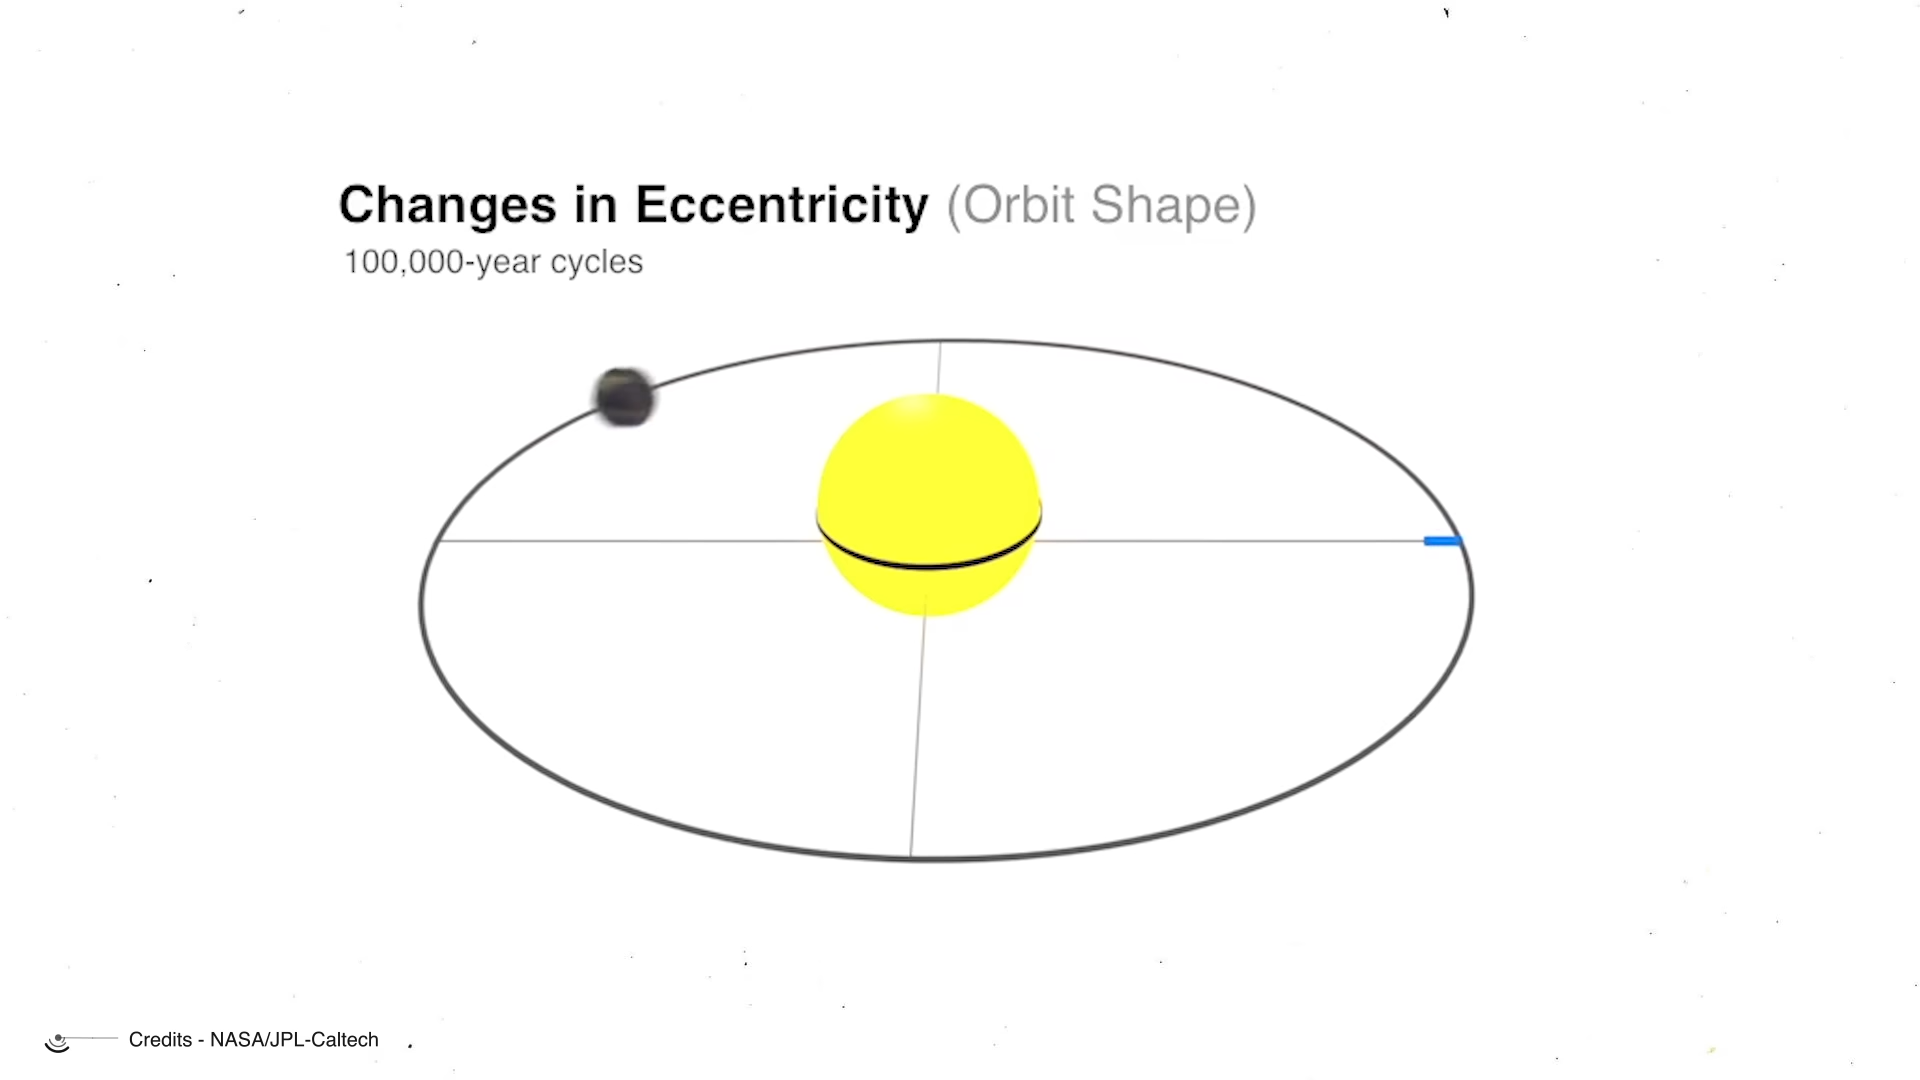 Changes in Eccentricity (Orbit Shape)
100,000-year cycles
Credits - NASA/JPL-Caltech